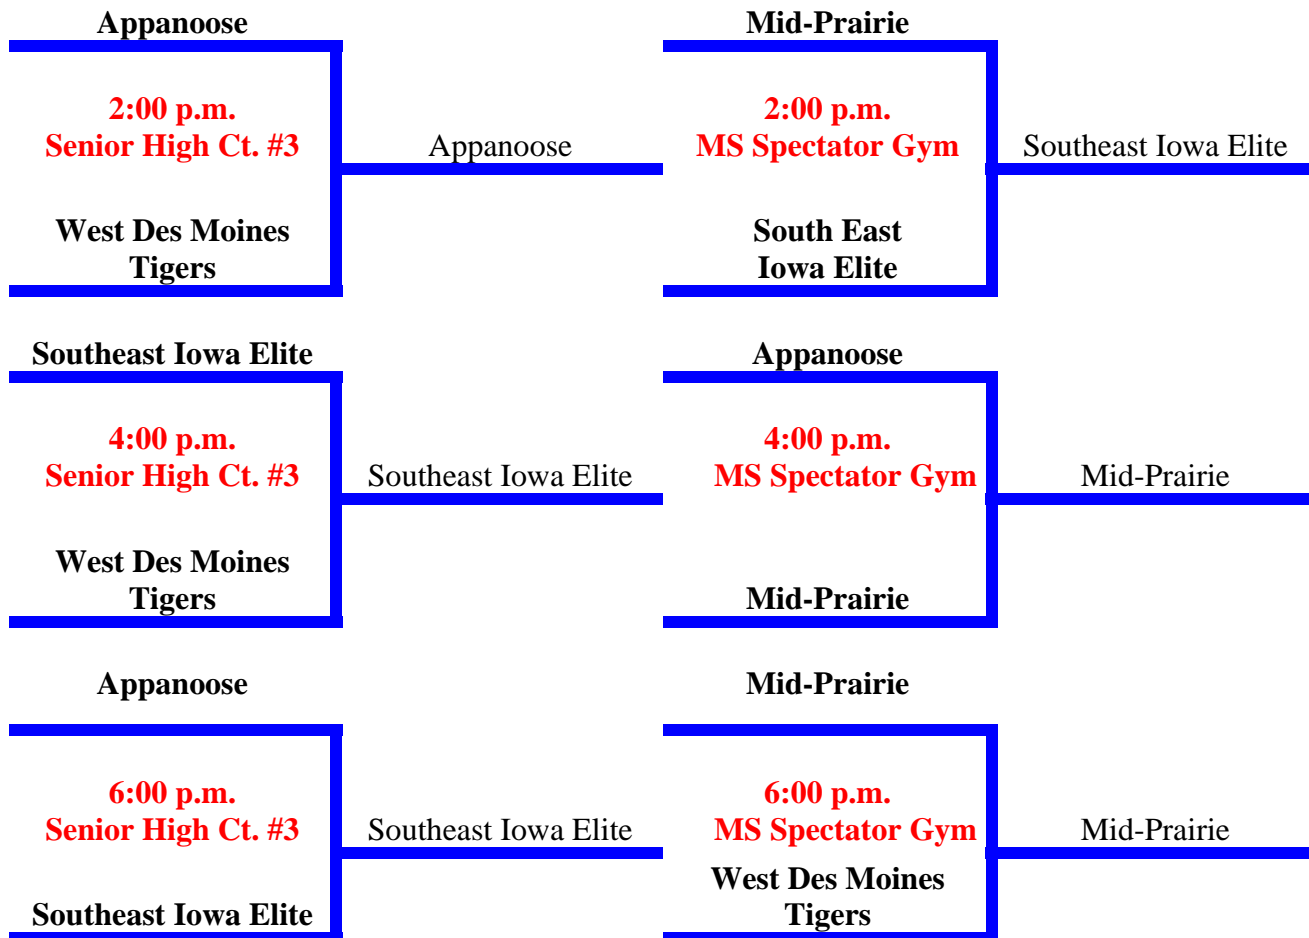 Appanoose
2:00 p.m.
Senior High Ct. #3
Appanoose
West Des Moines
Tigers
Mid-Prairie
2:00 p.m.
MS Spectator Gym
Southeast Iowa Elite
South East
Iowa Elite
Southeast Iowa Elite
4:00 p.m.
Senior High Ct. #3
Southeast Iowa Elite
West Des Moines
Tigers
Appanoose
4:00 p.m.
MS Spectator Gym
Mid-Prairie
Mid-Prairie
Appanoose
6:00 p.m.
Senior High Ct. #3
Southeast Iowa Elite
Southeast Iowa Elite
Mid-Prairie
6:00 p.m.
MS Spectator Gym
Mid-Prairie
West Des Moines
Tigers